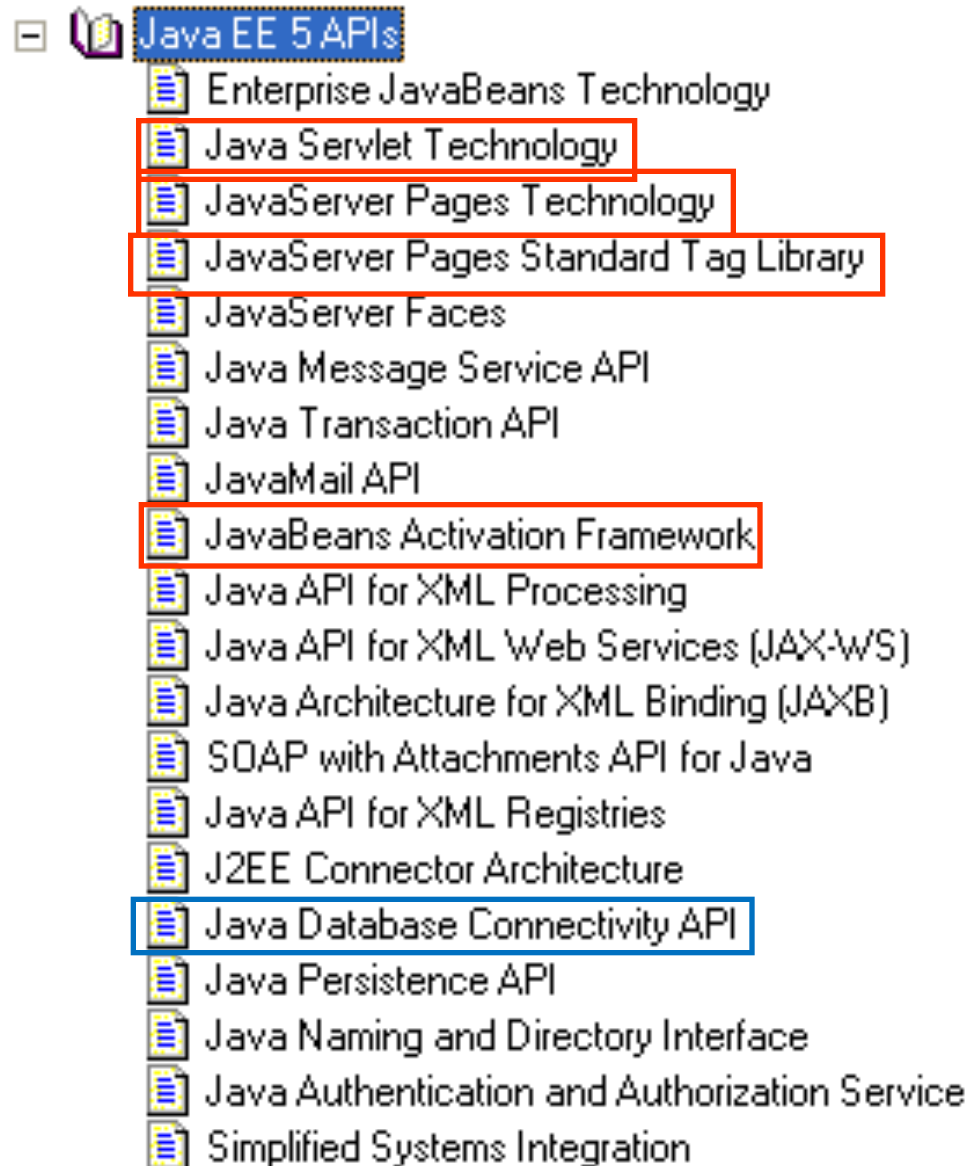 Java EE 5 APIs
Enterprise JavaBeans Technology
Java Servlet Technology
JavaServer Pages Technology
JavaServer Pages Standard Tag Library
JavaServer Faces
Java Message Service API
Java Transaction API
JavaMail API
JavaBeans Activation Framework
Java API for XML Processing
Java API for XML Web Services (JAX-WS)
Java Architecture for XML Binding (JAXB)
SOAP with Attachments API for Java
Java API for XML Registries
J2EE Connector Architecture
Java Database Connectivity API
Java Persistence API
Java Naming and Directory Interface
Java Authentication and Authorization Service
Simplified Systems Integration